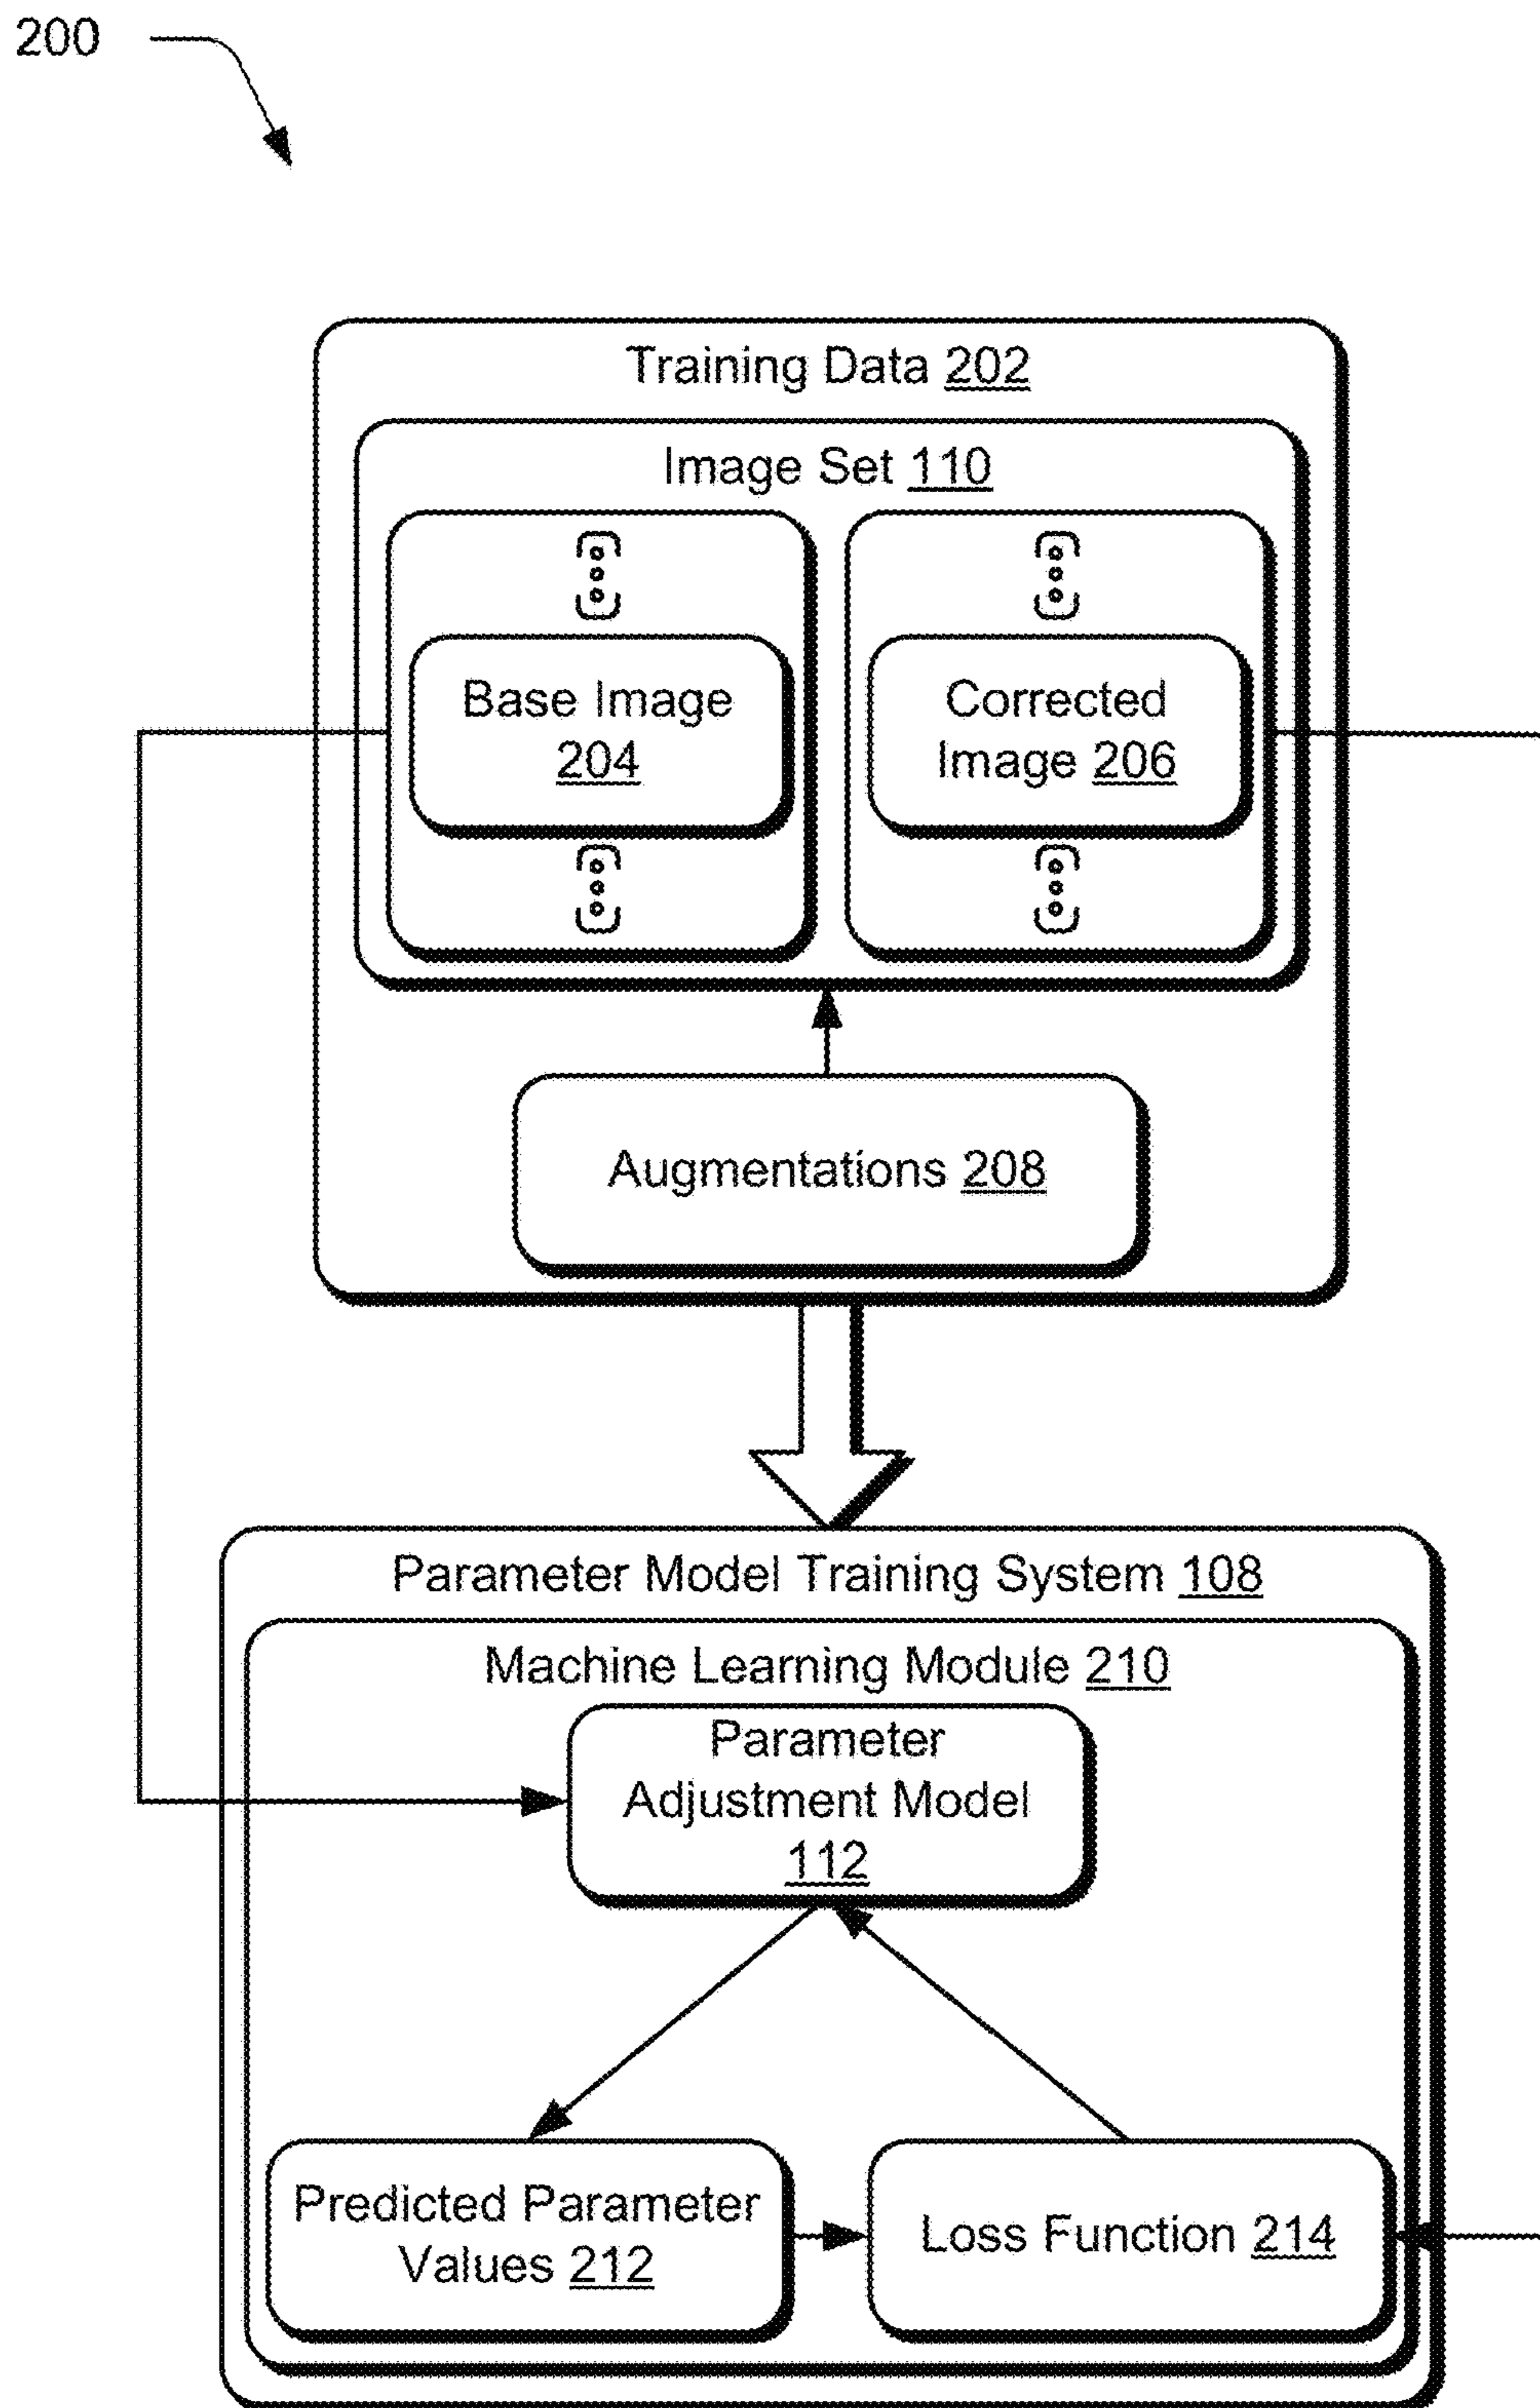 200
Training Data 202
Image Set 110
Base Image
204
Corrected
Image 206
Augmentations 208
Parameter Model Training System 108
Machine Learning Module 210
Parameter
Adjustment Model
112
Predicted Parameter
Values 212
Loss Function 214